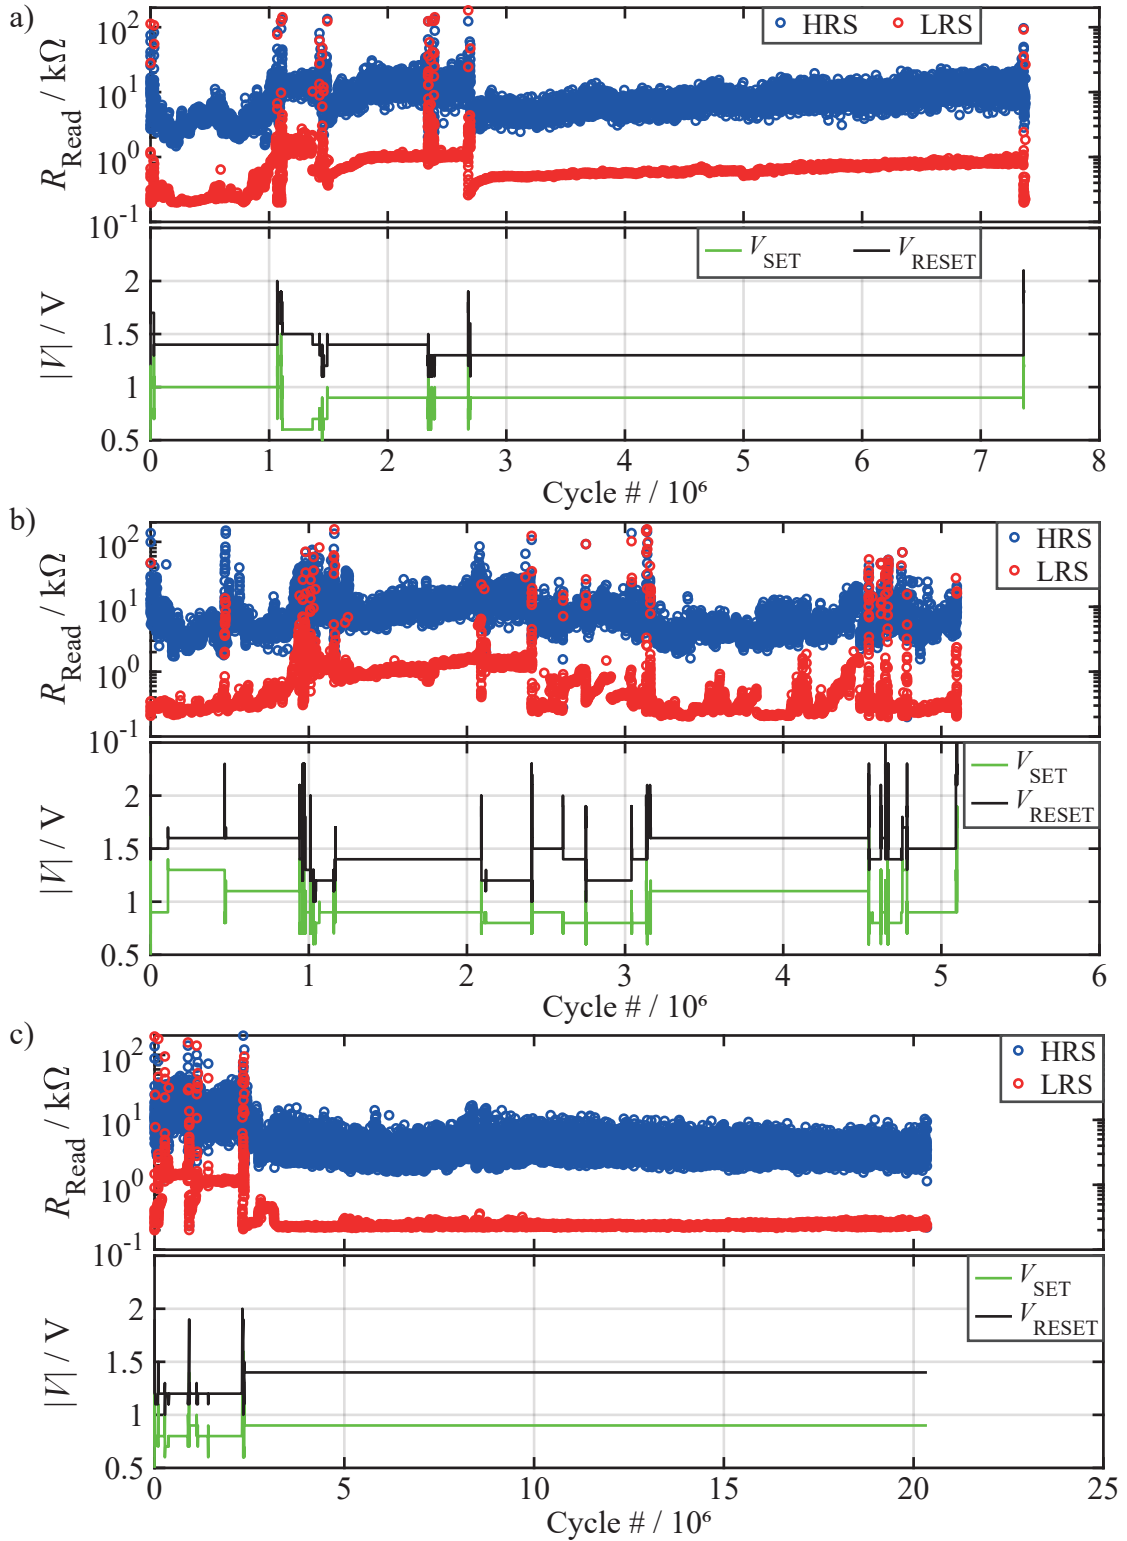 a)
HRS LRS
10²
10¹
10⁰
10⁻¹
R_Read / kΩ
V_SET V_RESET
2
1.5
1
0.5
|V| / V
0 1 2 3 4 5 6 7 8
Cycle # / 10⁶
b)
HRS
LRS
10²
10¹
10⁰
10⁻¹
R_Read / kΩ
V_SET
V_RESET
2
1.5
1
0.5
|V| / V
0 1 2 3 4 5 6
Cycle # / 10⁶
c)
HRS
LRS
10²
10¹
10⁰
10⁻¹
R_Read / kΩ
V_SET
V_RESET
2
1.5
1
0.5
|V| / V
0 5 10 15 20 25
Cycle # / 10⁶